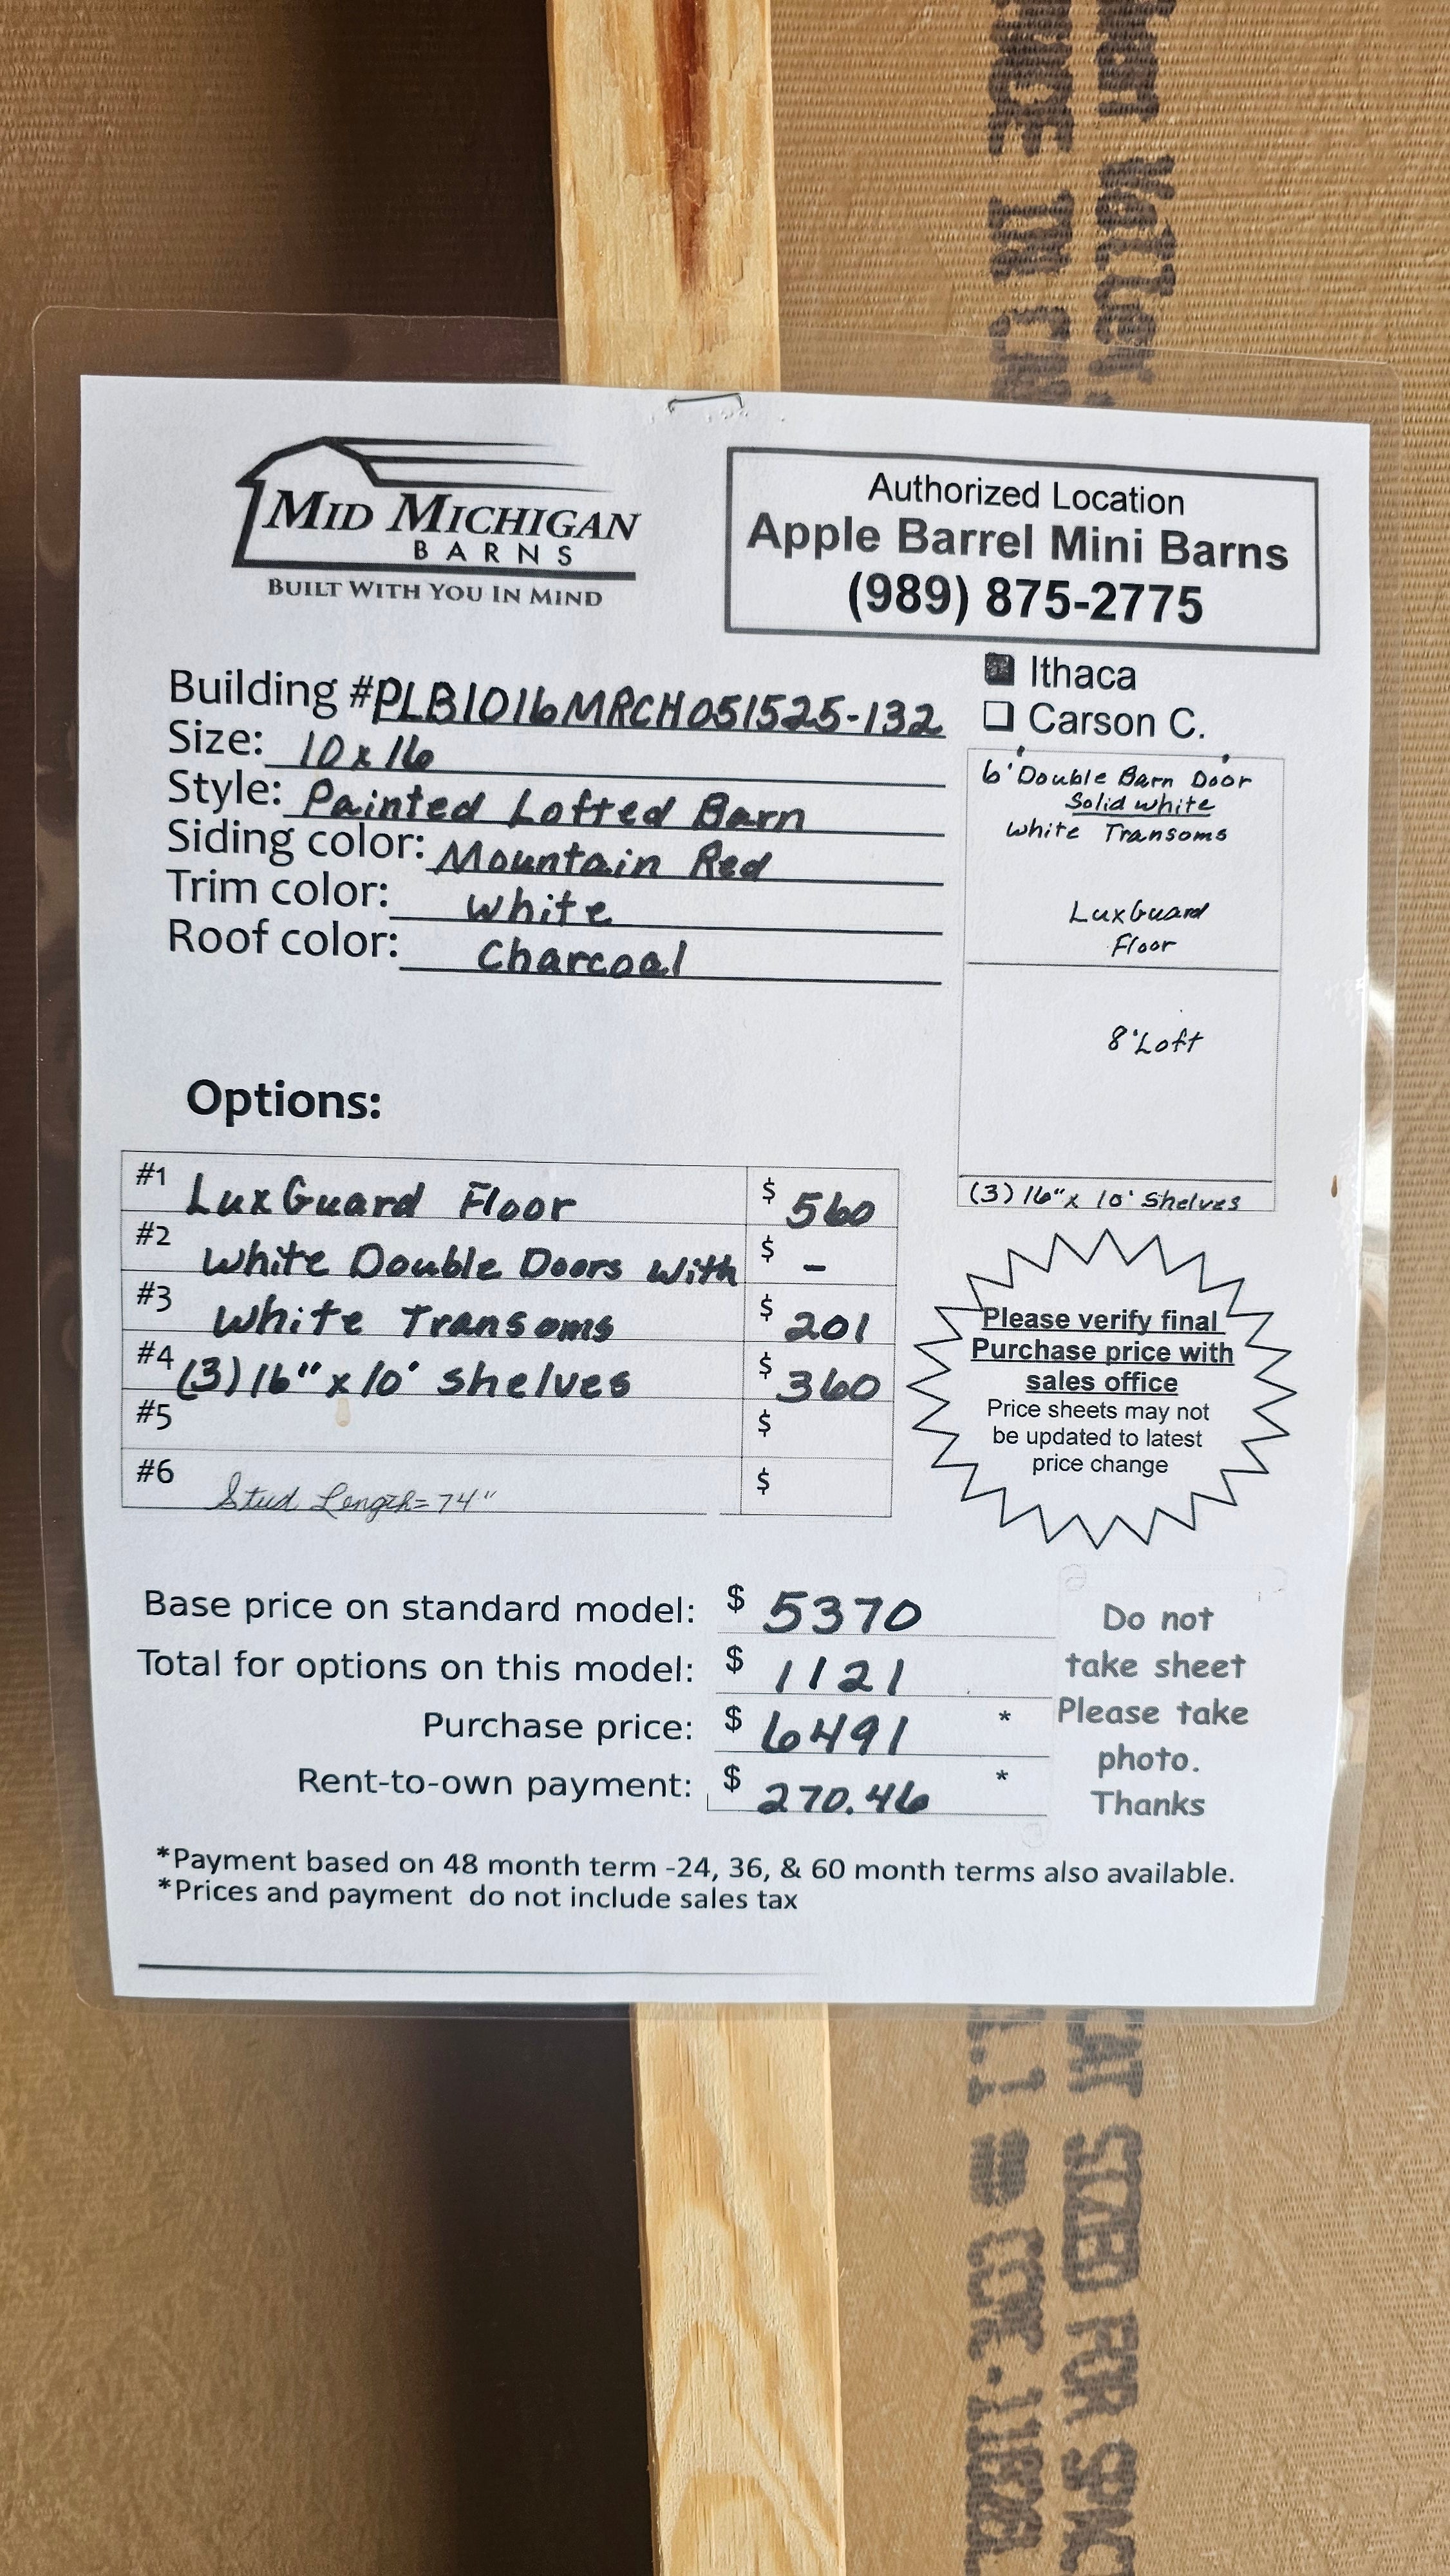 MID MICHIGAN
BARNS
BUILT WITH YOU IN MIND
Authorized Location
Apple Barrel Mini Barns
(989) 875-2775
☒ Ithaca
☐ Carson C.
Building #PLB1016MRCH051525-132
Size: 10 x 16
Style: Painted Lofted Barn
Siding color: Mountain Red
Trim color: White
Roof color: Charcoal
6' Double Barn Door
Solid white
White Transoms
LuxGuard
Floor
8' Loft
(3) 16" x 10' Shelves
Options:
#1 LuxGuard Floor $ 560
#2 White Double Doors With $ –
#3 White Transoms $ 201
#4 (3) 16" x 10' Shelves $ 360
#5 $
#6 Stud Length = 74" $
Please verify final
Purchase price with
sales office
Price sheets may not
be updated to latest
price change
Base price on standard model: $ 5370
Total for options on this model: $ 1121
Purchase price: $ 6491 *
Rent-to-own payment: $ 270.46 *
Do not
take sheet
Please take
photo.
Thanks
*Payment based on 48 month term -24, 36, & 60 month terms also available.
*Prices and payment do not include sales tax